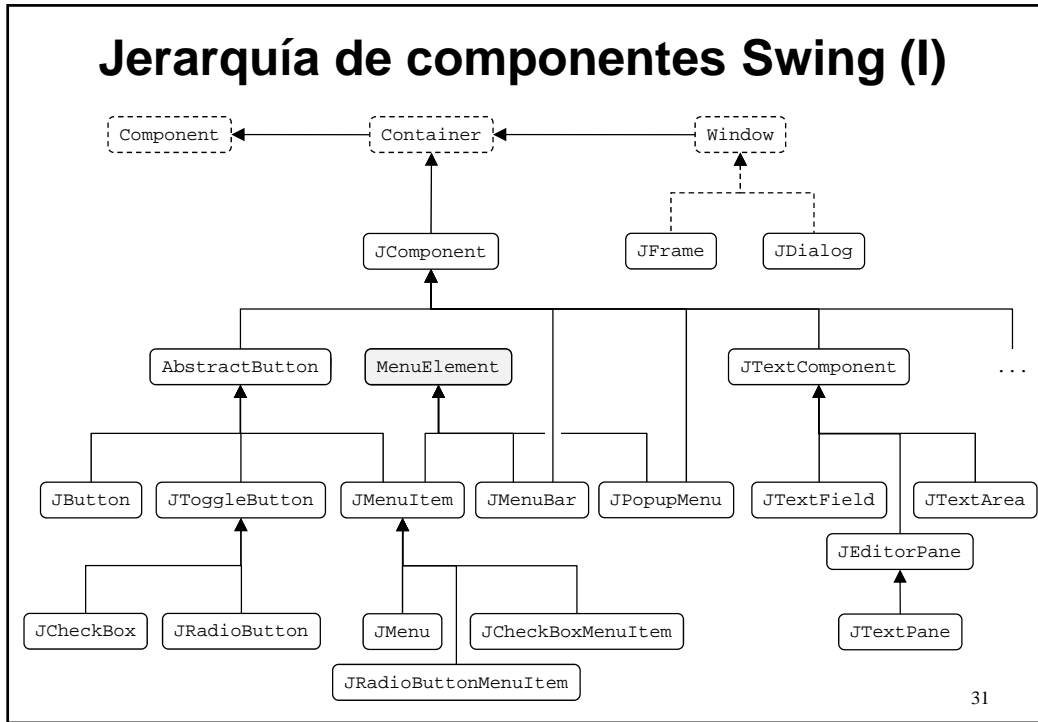 Jerarquía de componentes Swing (I)
Component Container Window
JComponent JFrame JDialog
AbstractButton MenuElement JTextComponent ...
JButton JToggleButton JMenuItem JMenuBar JPopupMenu JTextField JTextArea
JEditorPane
JCheckBox JRadioButton JMenu JCheckBoxMenuItem JTextPane
JRadioButtonMenuItem
31